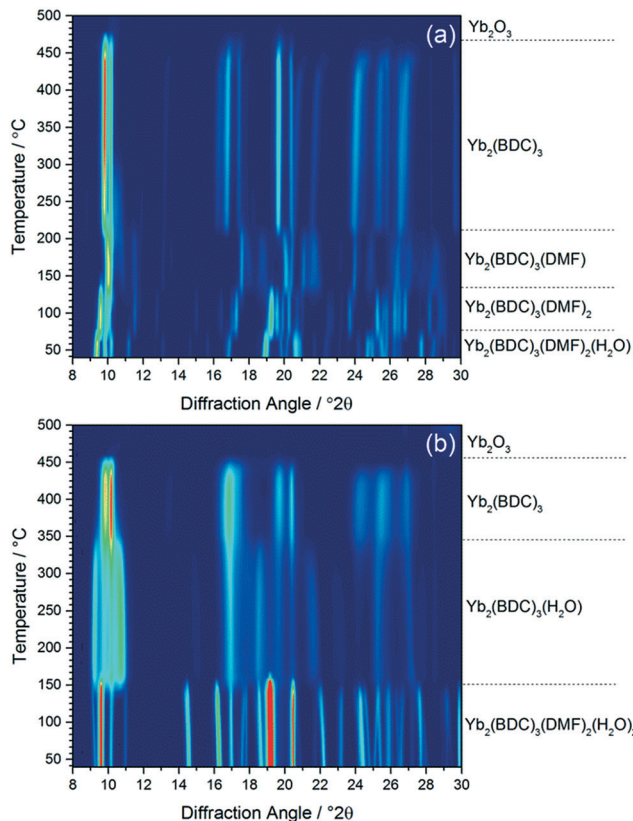 (a)
Temperature / °C
500
450
400
350
300
250
200
150
100
50
8 10 12 14 16 18 20 22 24 26 28 30
Diffraction Angle / °2θ
Yb₂O₃
Yb₂(BDC)₃
Yb₂(BDC)₃(DMF)
Yb₂(BDC)₃(DMF)₂
Yb₂(BDC)₃(DMF)₂(H₂O)
(b)
Temperature / °C
500
450
400
350
300
250
200
150
100
50
8 10 12 14 16 18 20 22 24 26 28 30
Diffraction Angle / °2θ
Yb₂O₃
Yb₂(BDC)₃
Yb₂(BDC)₃(H₂O)
Yb₂(BDC)₃(DMF)₂(H₂O)₂